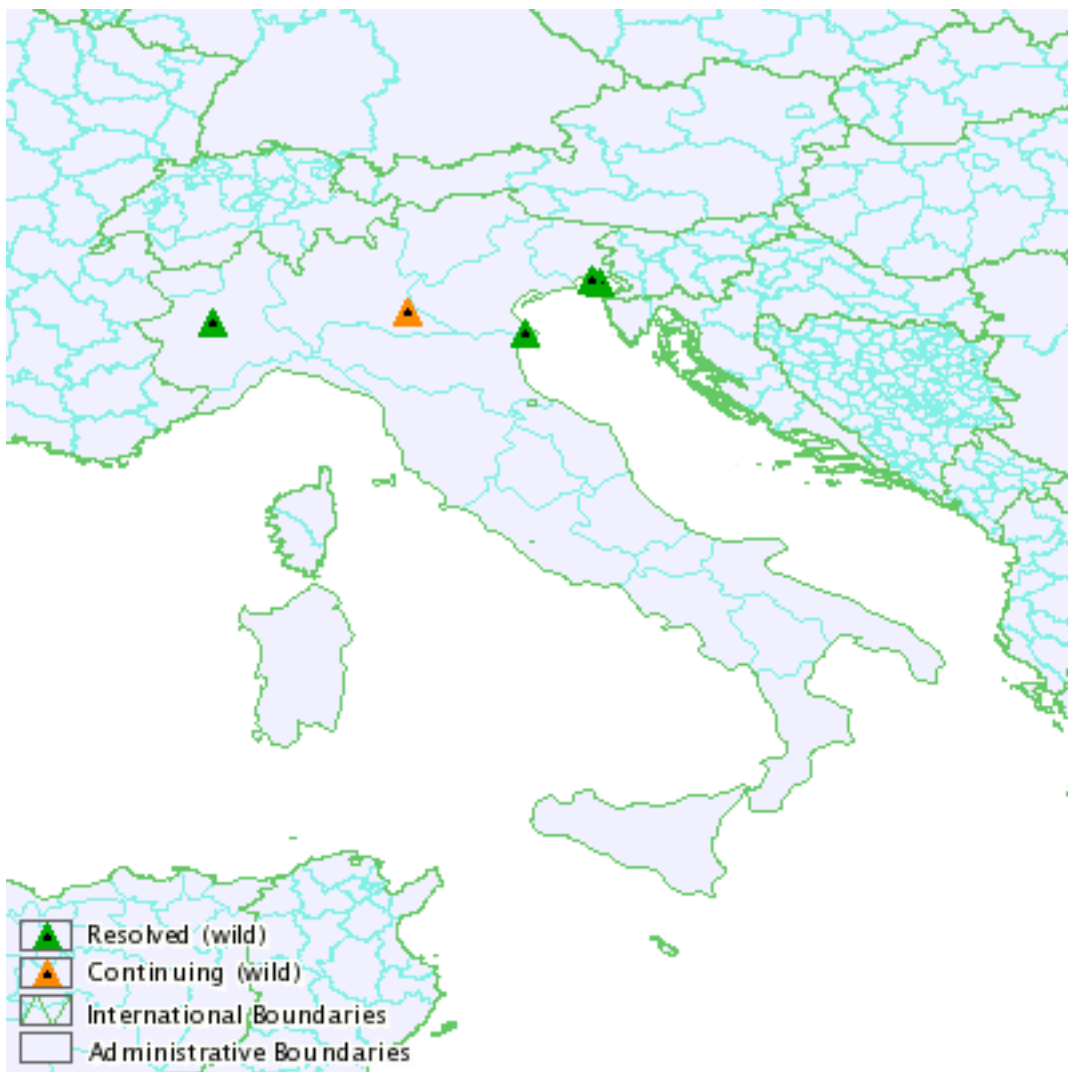 Resolved (wild)
Continuing (wild)
International Boundaries
Administrative Boundaries